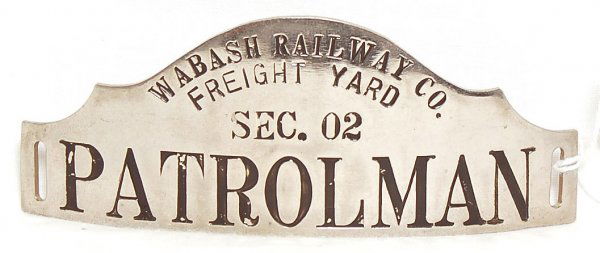 WABASH RAILWAY CO.
FREIGHT YARD
SEC. 02
PATROLMAN